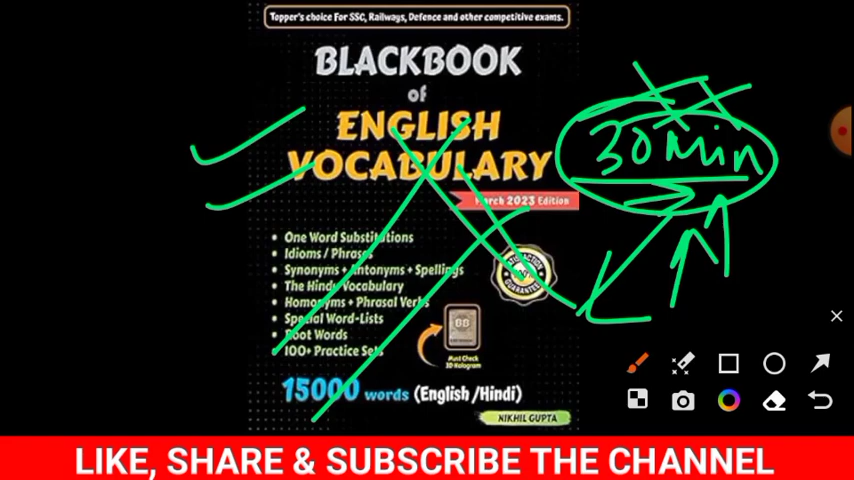 Topper's choice For SSC, Railways, Defence and other competitive exams.
BLACKBOOK
of
ENGLISH
VOCABULARY
30 Min
March 2023 Edition
• One Word Substitutions
• Idioms / Phrases
• Synonyms + Antonyms + Spellings
• The Hindu Vocabulary
• Homonyms + Phrasal Verbs
• Special Word-Lists
• Root Words
• 100+ Practice Sets
GUARANTEE
BB
Must Check
3D Hologram
15000 words (English /Hindi)
NIKHIL GUPTA
LIKE, SHARE & SUBSCRIBE THE CHANNEL